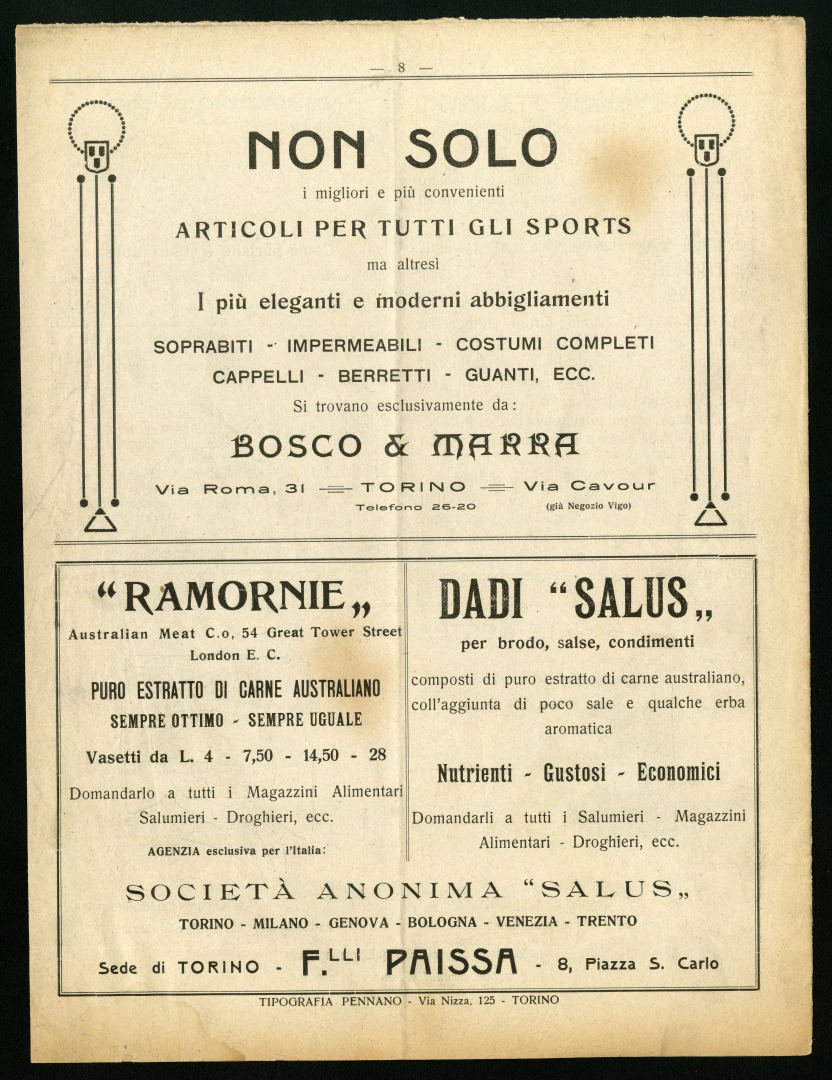 — 8 —
NON SOLO
i migliori e più convenienti
ARTICOLI PER TUTTI GLI SPORTS
ma altresì
I più eleganti e moderni abbigliamenti
SOPRABITI - IMPERMEABILI - COSTUMI COMPLETI
CAPPELLI - BERRETTI - GUANTI, ECC.
Si trovano esclusivamente da:
BOSCO & MARRA
Via Roma, 31 — TORINO — Via Cavour
Telefono 26-20 (già Negozio Vigo)
“RAMORNIE„
Australian Meat C.o, 54 Great Tower Street
London E. C.
PURO ESTRATTO DI CARNE AUSTRALIANO
SEMPRE OTTIMO - SEMPRE UGUALE
Vasetti da L. 4 - 7,50 - 14,50 - 28
Domandarlo a tutti i Magazzini Alimentari
Salumieri - Droghieri, ecc.
AGENZIA esclusiva per l'Italia:
DADI “SALUS„
per brodo, salse, condimenti
composti di puro estratto di carne australiano,
coll'aggiunta di poco sale e qualche erba
aromatica
Nutrienti - Gustosi - Economici
Domandarli a tutti i Salumieri - Magazzini
Alimentari - Droghieri, ecc.
SOCIETÀ ANONIMA “SALUS„
TORINO - MILANO - GENOVA - BOLOGNA - VENEZIA - TRENTO
Sede di TORINO - F.LLI PAISSA - 8, Piazza S. Carlo
TIPOGRAFIA PENNANO - Via Nizza, 125 - TORINO